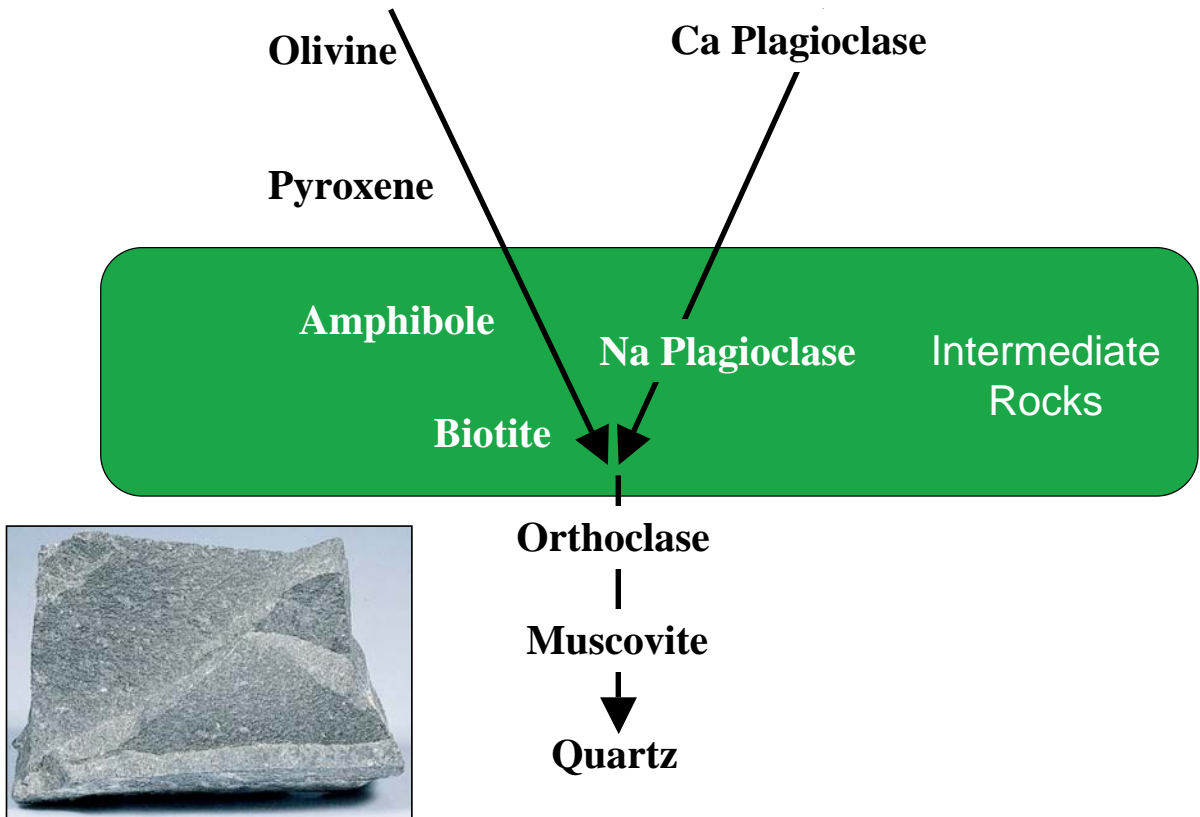 Olivine
Ca Plagioclase
Pyroxene
Amphibole
Na Plagioclase
Intermediate
Rocks
Biotite
Orthoclase
Muscovite
Quartz